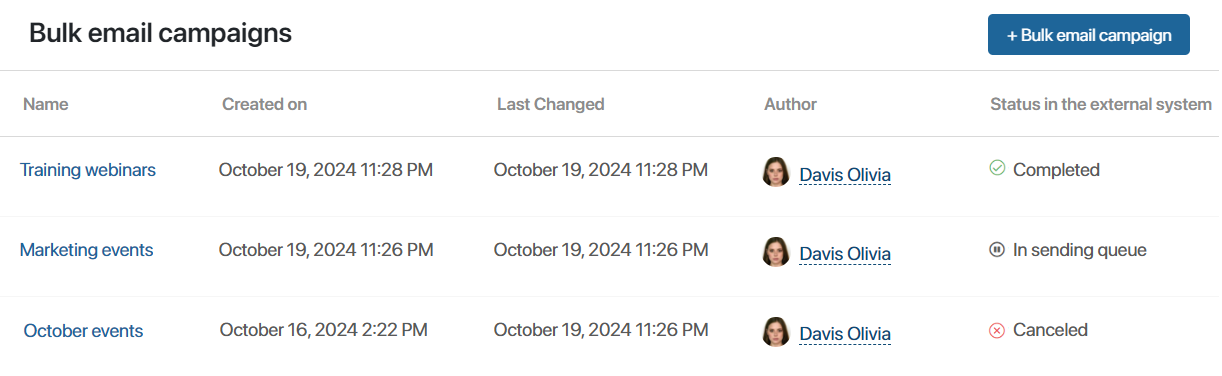 Bulk email campaigns
+ Bulk email campaign
Name Created on Last Changed Author Status in the external system
Training webinars October 19, 2024 11:28 PM October 19, 2024 11:28 PM Davis Olivia Completed
Marketing events October 19, 2024 11:26 PM October 19, 2024 11:26 PM Davis Olivia In sending queue
October events October 16, 2024 2:22 PM October 19, 2024 11:26 PM Davis Olivia Canceled